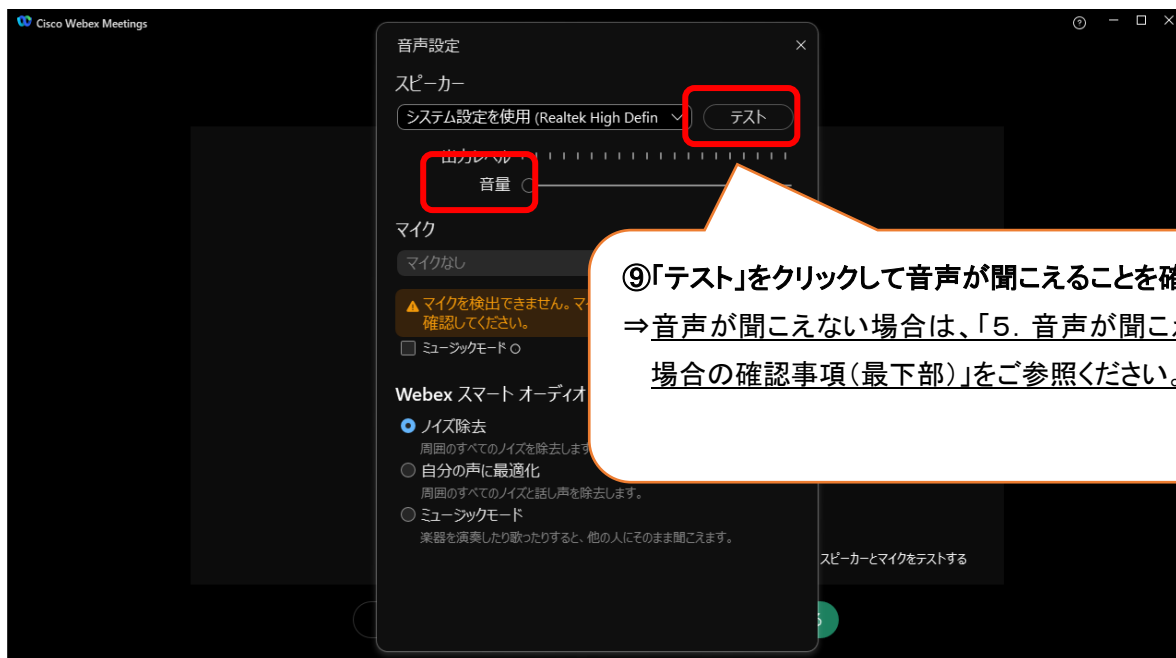 Cisco Webex Meetings
音声設定
スピーカー
システム設定を使用 (Realtek High Defin
テスト
出力レベル
音量
マイク
マイクなし
マイクを検出できません。マ
確認してください。
ミュージックモード
⑨「テスト」をクリックして音声が聞こえることを確
⇒音声が聞こえない場合は、「５．音声が聞こ
場合の確認事項（最下部）」をご参照ください。
Webex スマート オーディオ
ノイズ除去
周囲のすべてのノイズを除去します
自分の声に最適化
周囲のすべてのノイズと話し声を除去します。
ミュージックモード
楽器を演奏したり歌ったりすると、他の人にそのまま聞こえます。
スピーカーとマイクをテストする